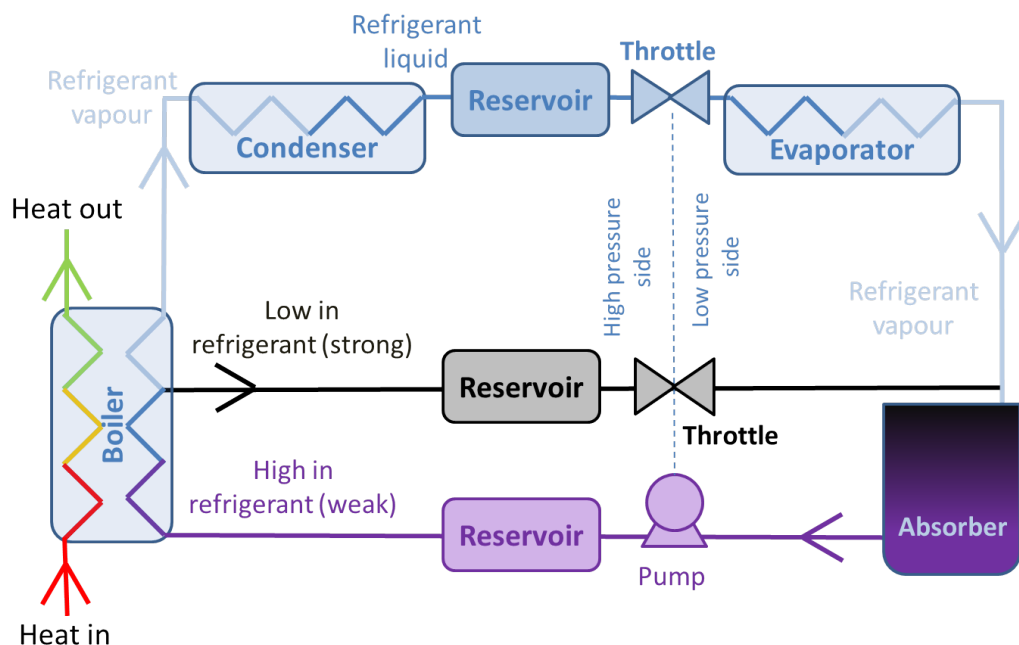 Refrigerant
liquid
Throttle
Refrigerant
vapour
Reservoir
Condenser
Evaporator
Heat out
High pressure
side
Low pressure
side
Refrigerant
vapour
Low in
refrigerant (strong)
Reservoir
Throttle
Boiler
High in
refrigerant (weak)
Reservoir
Absorber
Pump
Heat in